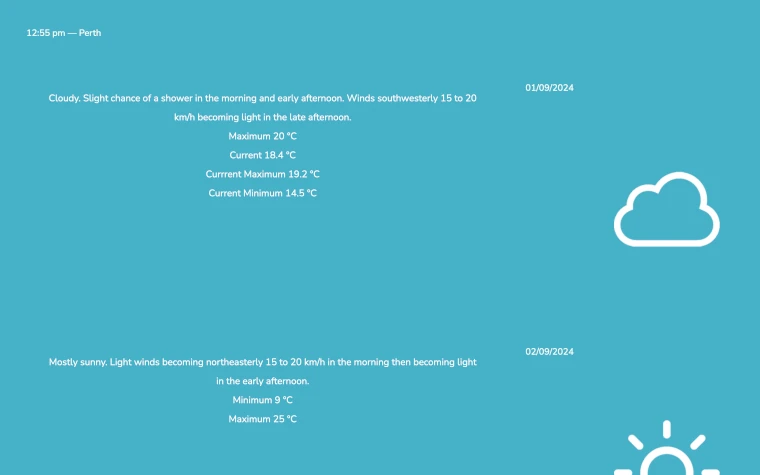 12:55 pm — Perth
01/09/2024
Cloudy. Slight chance of a shower in the morning and early afternoon. Winds southwesterly 15 to 20
km/h becoming light in the late afternoon.
Maximum 20 °C
Current 18.4 °C
Currrent Maximum 19.2 °C
Current Minimum 14.5 °C
02/09/2024
Mostly sunny. Light winds becoming northeasterly 15 to 20 km/h in the morning then becoming light
in the early afternoon.
Minimum 9 °C
Maximum 25 °C